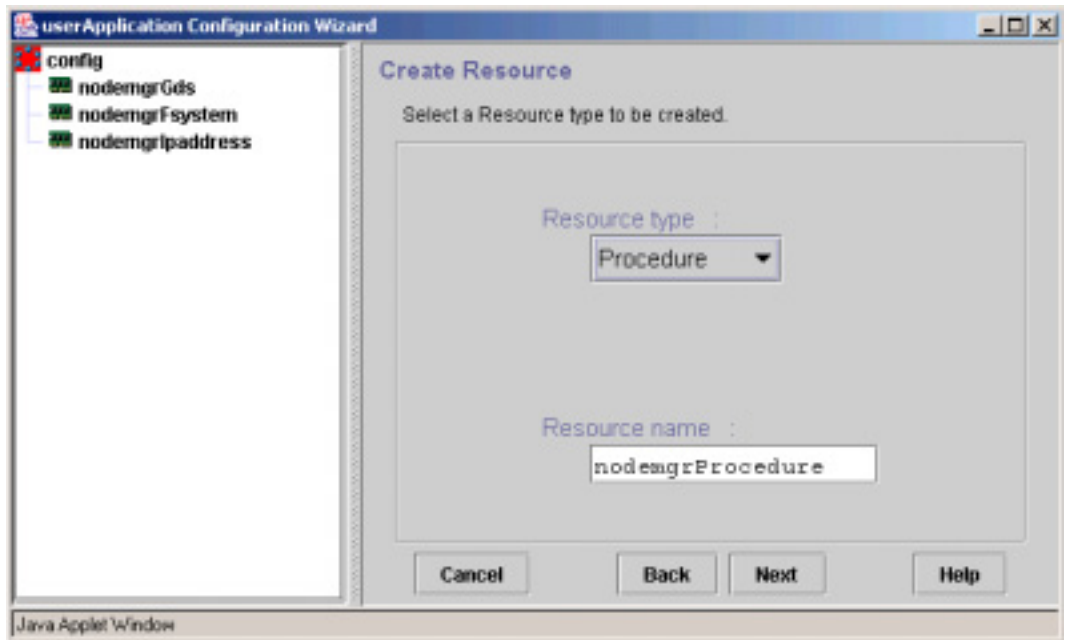 userApplication Configuration Wizard
config
nodemgrGds
nodemgrFsystem
nodemgrIpaddress
Create Resource
Select a Resource type to be created.
Resource type :
Procedure
Resource name :
nodemgrProcedure
Cancel
Back
Next
Help
Java Applet Window